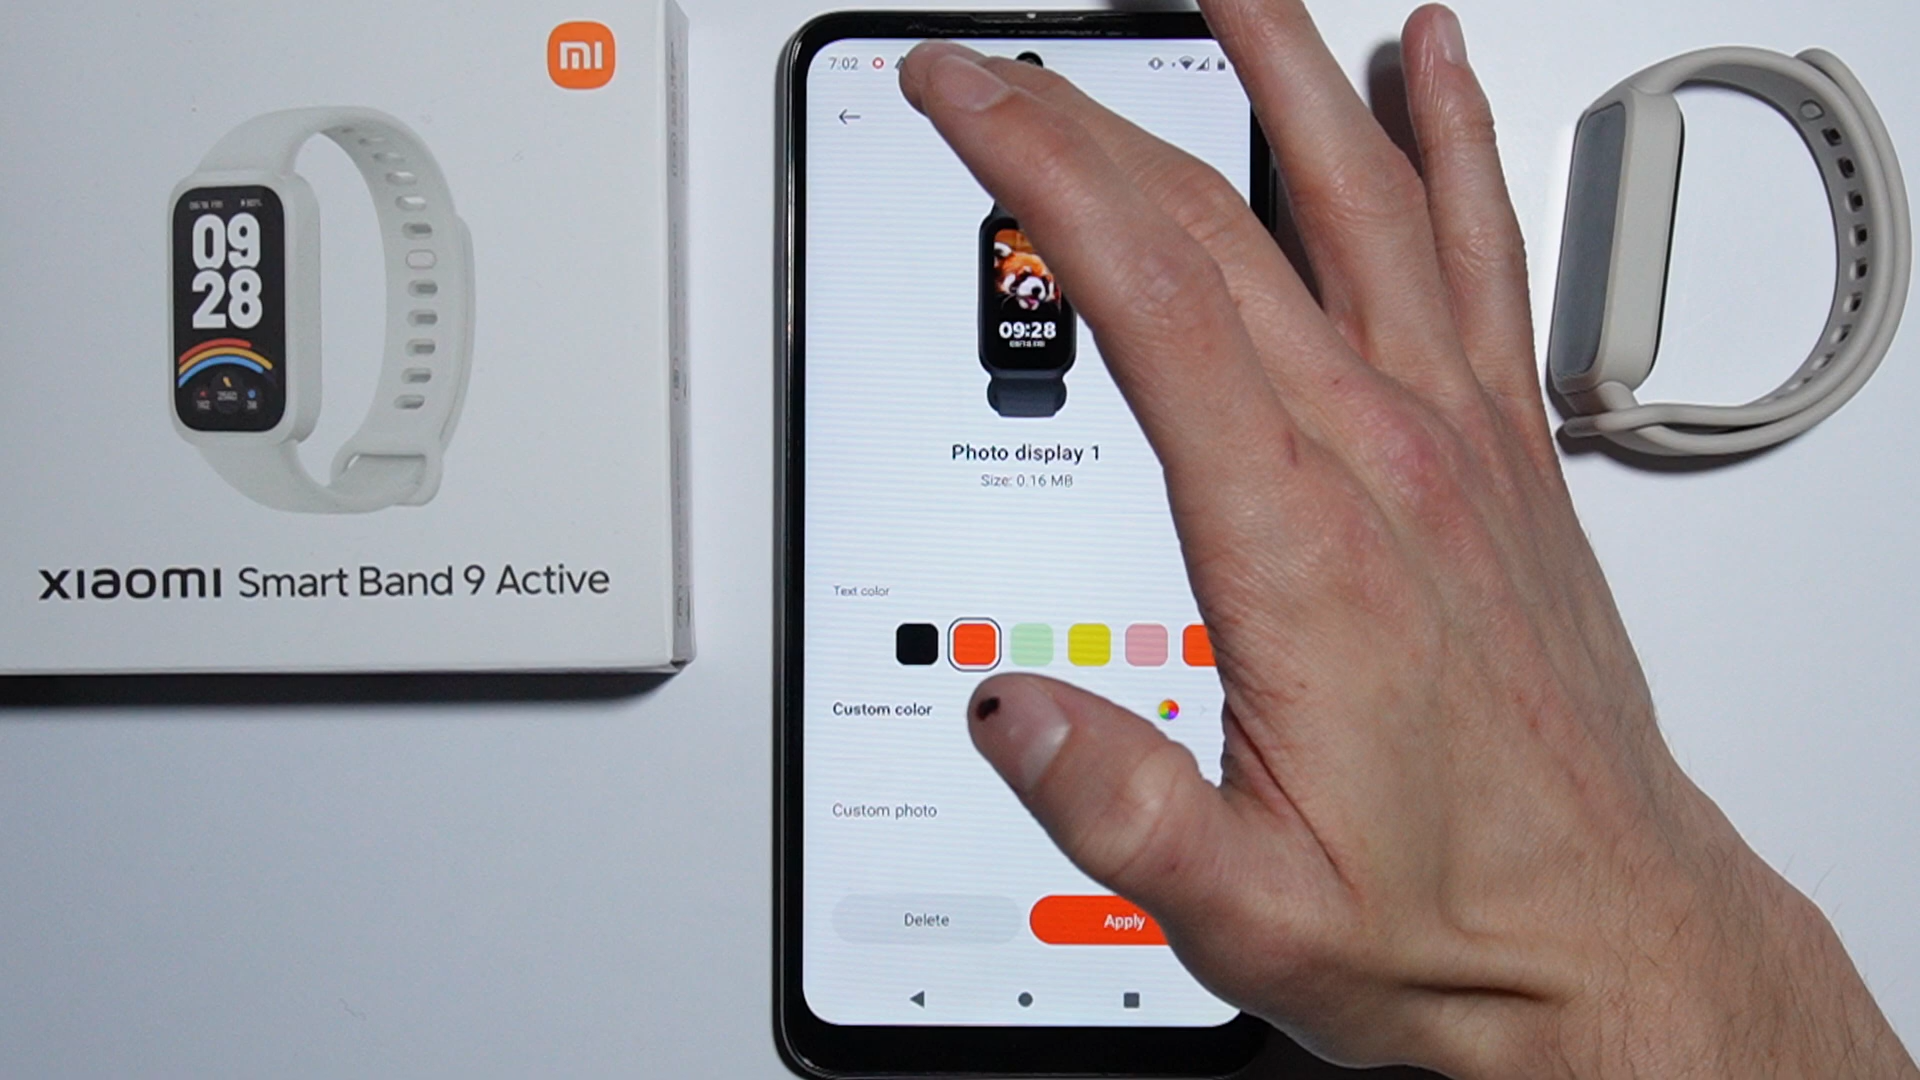 mi
09
28
xiaomi Smart Band 9 Active
7:02
09:28
Photo display 1
Size: 0.16 MB
Text color
Custom color
Custom photo
Delete
Apply